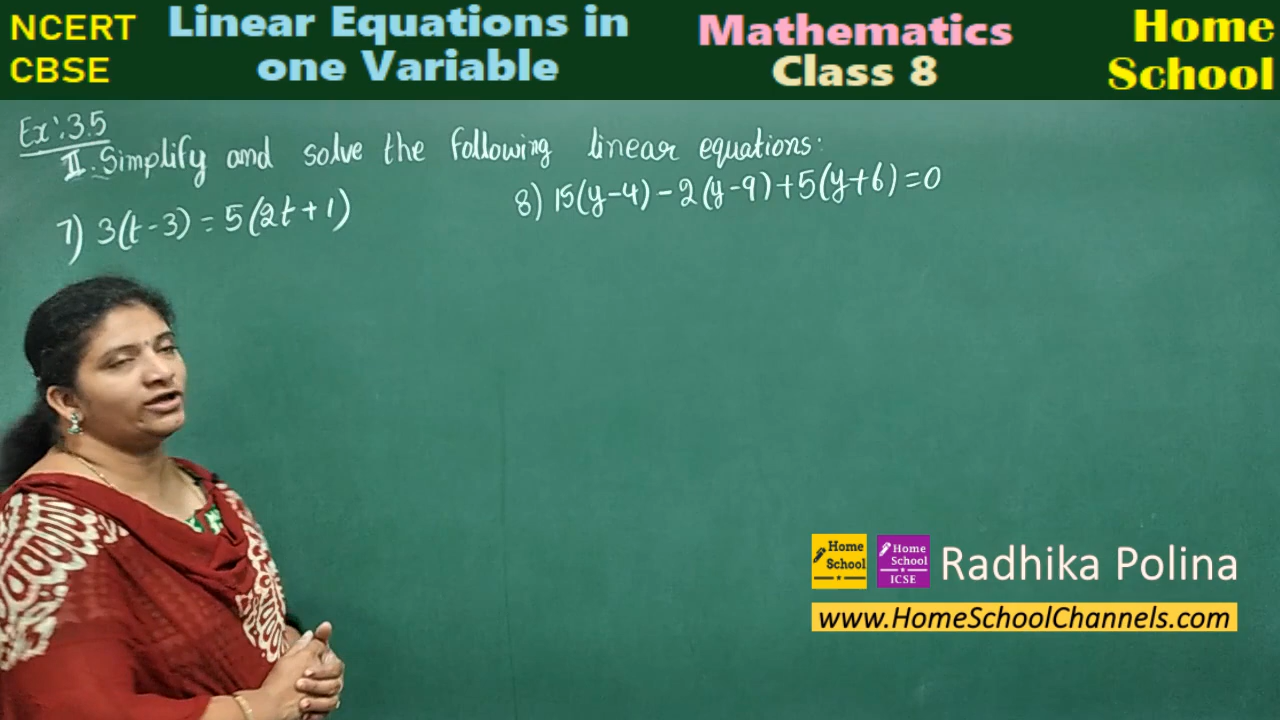 NCERT
CBSE
Linear Equations in
one Variable
Mathematics
Class 8
Home
School
Ex: 3.5
II. Simplify and solve the following linear equations:
7) 3(t-3) = 5(2t+1)
8) 15(y-4) - 2(y-9) + 5(y+6) = 0
Home
School
Home
School
ICSE
Radhika Polina
www.HomeSchoolChannels.com